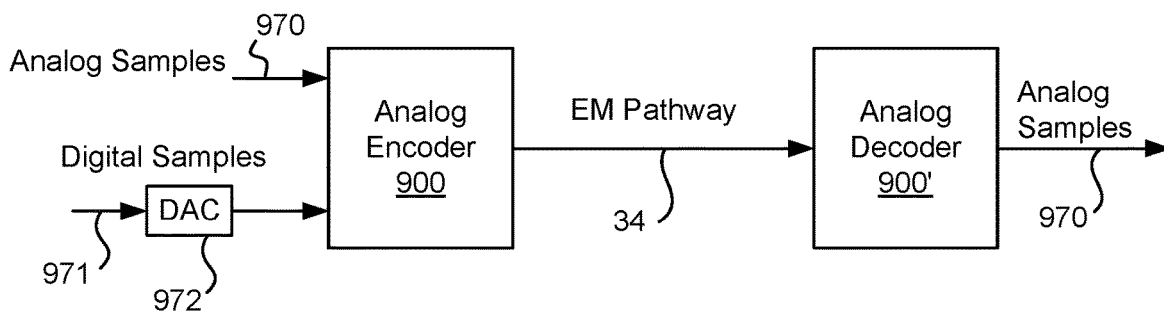 970
Analog Samples
Digital Samples
DAC
971
972
Analog
Encoder
900
EM Pathway
34
Analog
Decoder
900'
Analog
Samples
970